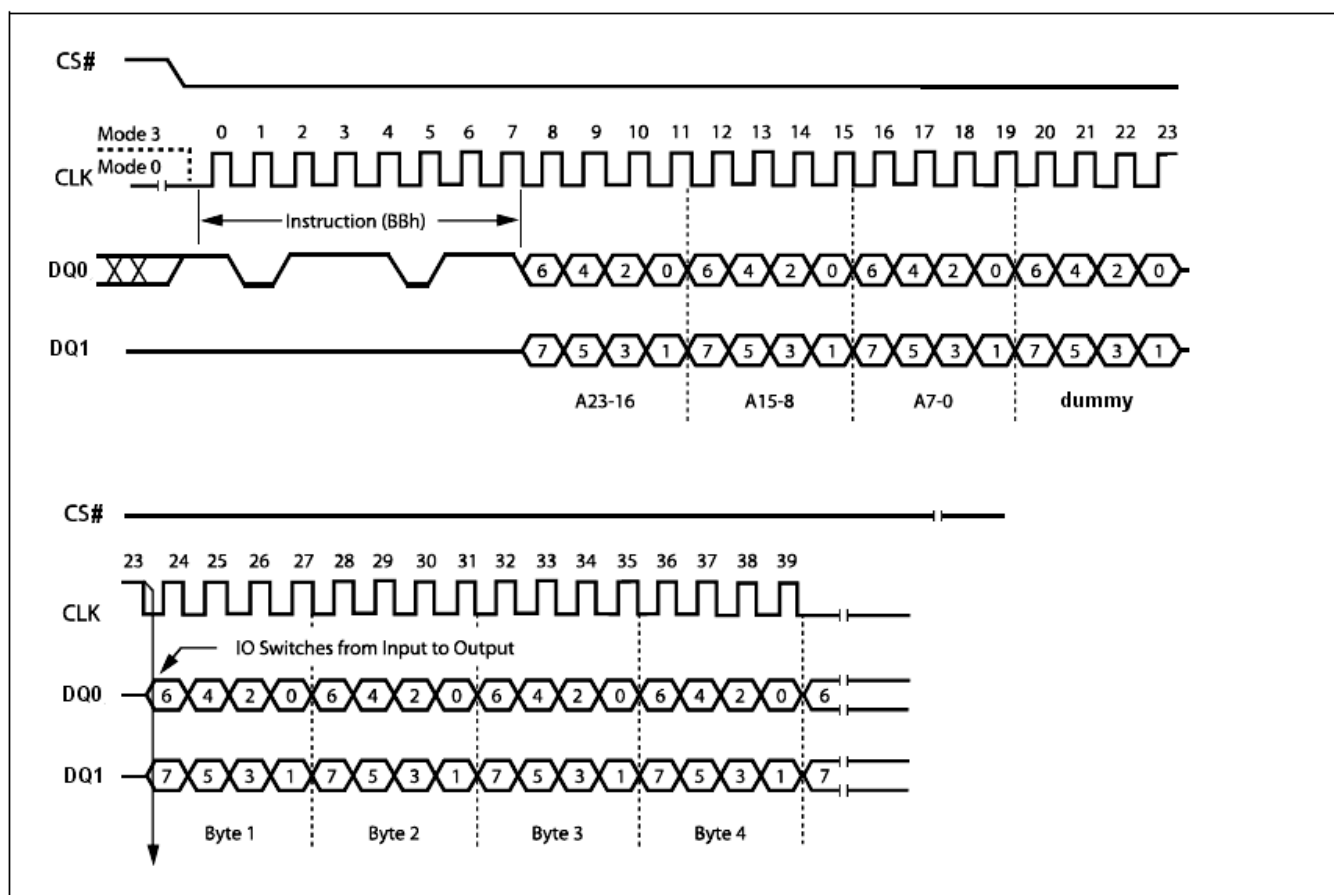 CS#
0 1 2 3 4 5 6 7 8 9 10 11 12 13 14 15 16 17 18 19 20 21 22 23
Mode 3
Mode 0
CLK
Instruction (BBh)
DQ0 6 4 2 0 6 4 2 0 6 4 2 0 6 4 2 0
DQ1 7 5 3 1 7 5 3 1 7 5 3 1 7 5 3 1
A23-16 A15-8 A7-0 dummy
CS#
23 24 25 26 27 28 29 30 31 32 33 34 35 36 37 38 39
CLK
IO Switches from Input to Output
DQ0 6 4 2 0 6 4 2 0 6 4 2 0 6 4 2 0 6
DQ1 7 5 3 1 7 5 3 1 7 5 3 1 7 5 3 1 7
Byte 1 Byte 2 Byte 3 Byte 4